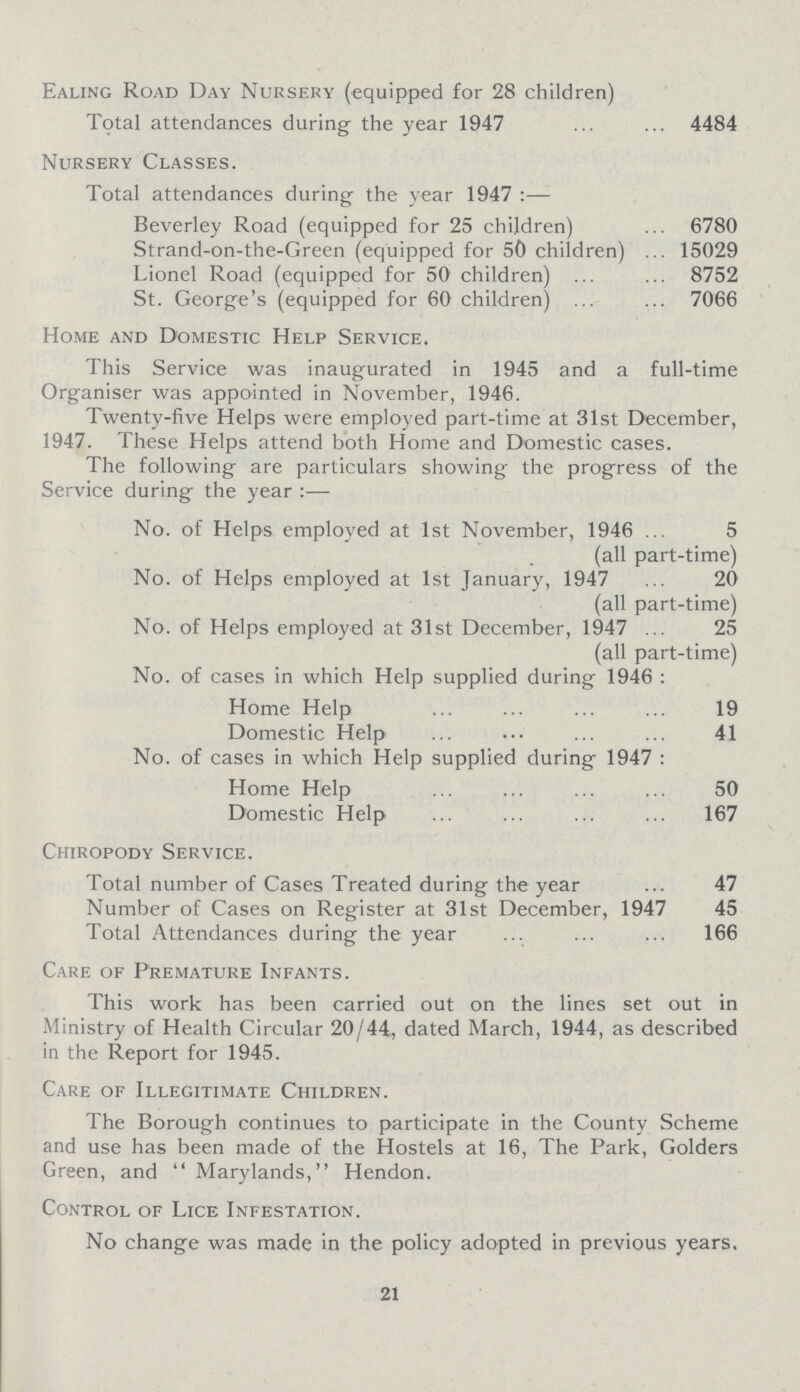 Ealing Road Day Nursery (equipped for 28 children)
Total attendances during the year 1947 ... ... 4484
Nursery Classes.
Total attendances during the year 1947 :—
Beverley Road (equipped for 25 children) ... 6780
Strand-on-the-Green (equipped for 50 children) ... 15029
Lionel Road (equipped for 50 children) ... ... 8752
St. George's (equipped for 60 children) ... ... 7066
Home and Domestic Help Service.
This Service was inaugurated in 1945 and a full-time
Organiser was appointed in November, 1946.
Twenty-five Helps were employed part-time at 31st December,
1947. These Helps attend both Home and Domestic cases.
The following are particulars showing the progress of the
Service during the year :—
No. of Helps employed at 1st November, 1946 ... 5
(all part-time)
No. of Helps employed at 1st January, 1947 ... 20
(all part-time)
No. of Helps employed at 31st December, 1947 ... 25
(all part-time)
No. of cases in which Help supplied during 1946 :
Home Help ... ... ... ... 19
Domestic Help ... ... ... ... 41
No. of cases in which Help supplied during 1947 :
Home Help ... ... ... ... 50
Domestic Help ... ... ... ... 167
Chiropody Service.
Total number of Cases Treated during the year ... 47
Number of Cases on Register at 31st December, 1947 45
Total Attendances during the year ... ... ... 166
Care of Premature Infants.
This work has been carried out on the lines set out in
Ministry of Health Circular 20/44, dated March, 1944, as described
in the Report for 1945.
Care of Illegitimate Children.
The Borough continues to participate in the County Scheme
and use has been made of the Hostels at 16, The Park, Golders
Green, and " Marylands," Hendon.
Control of Lice Infestation.
No change was made in the policy adopted in previous years.
21